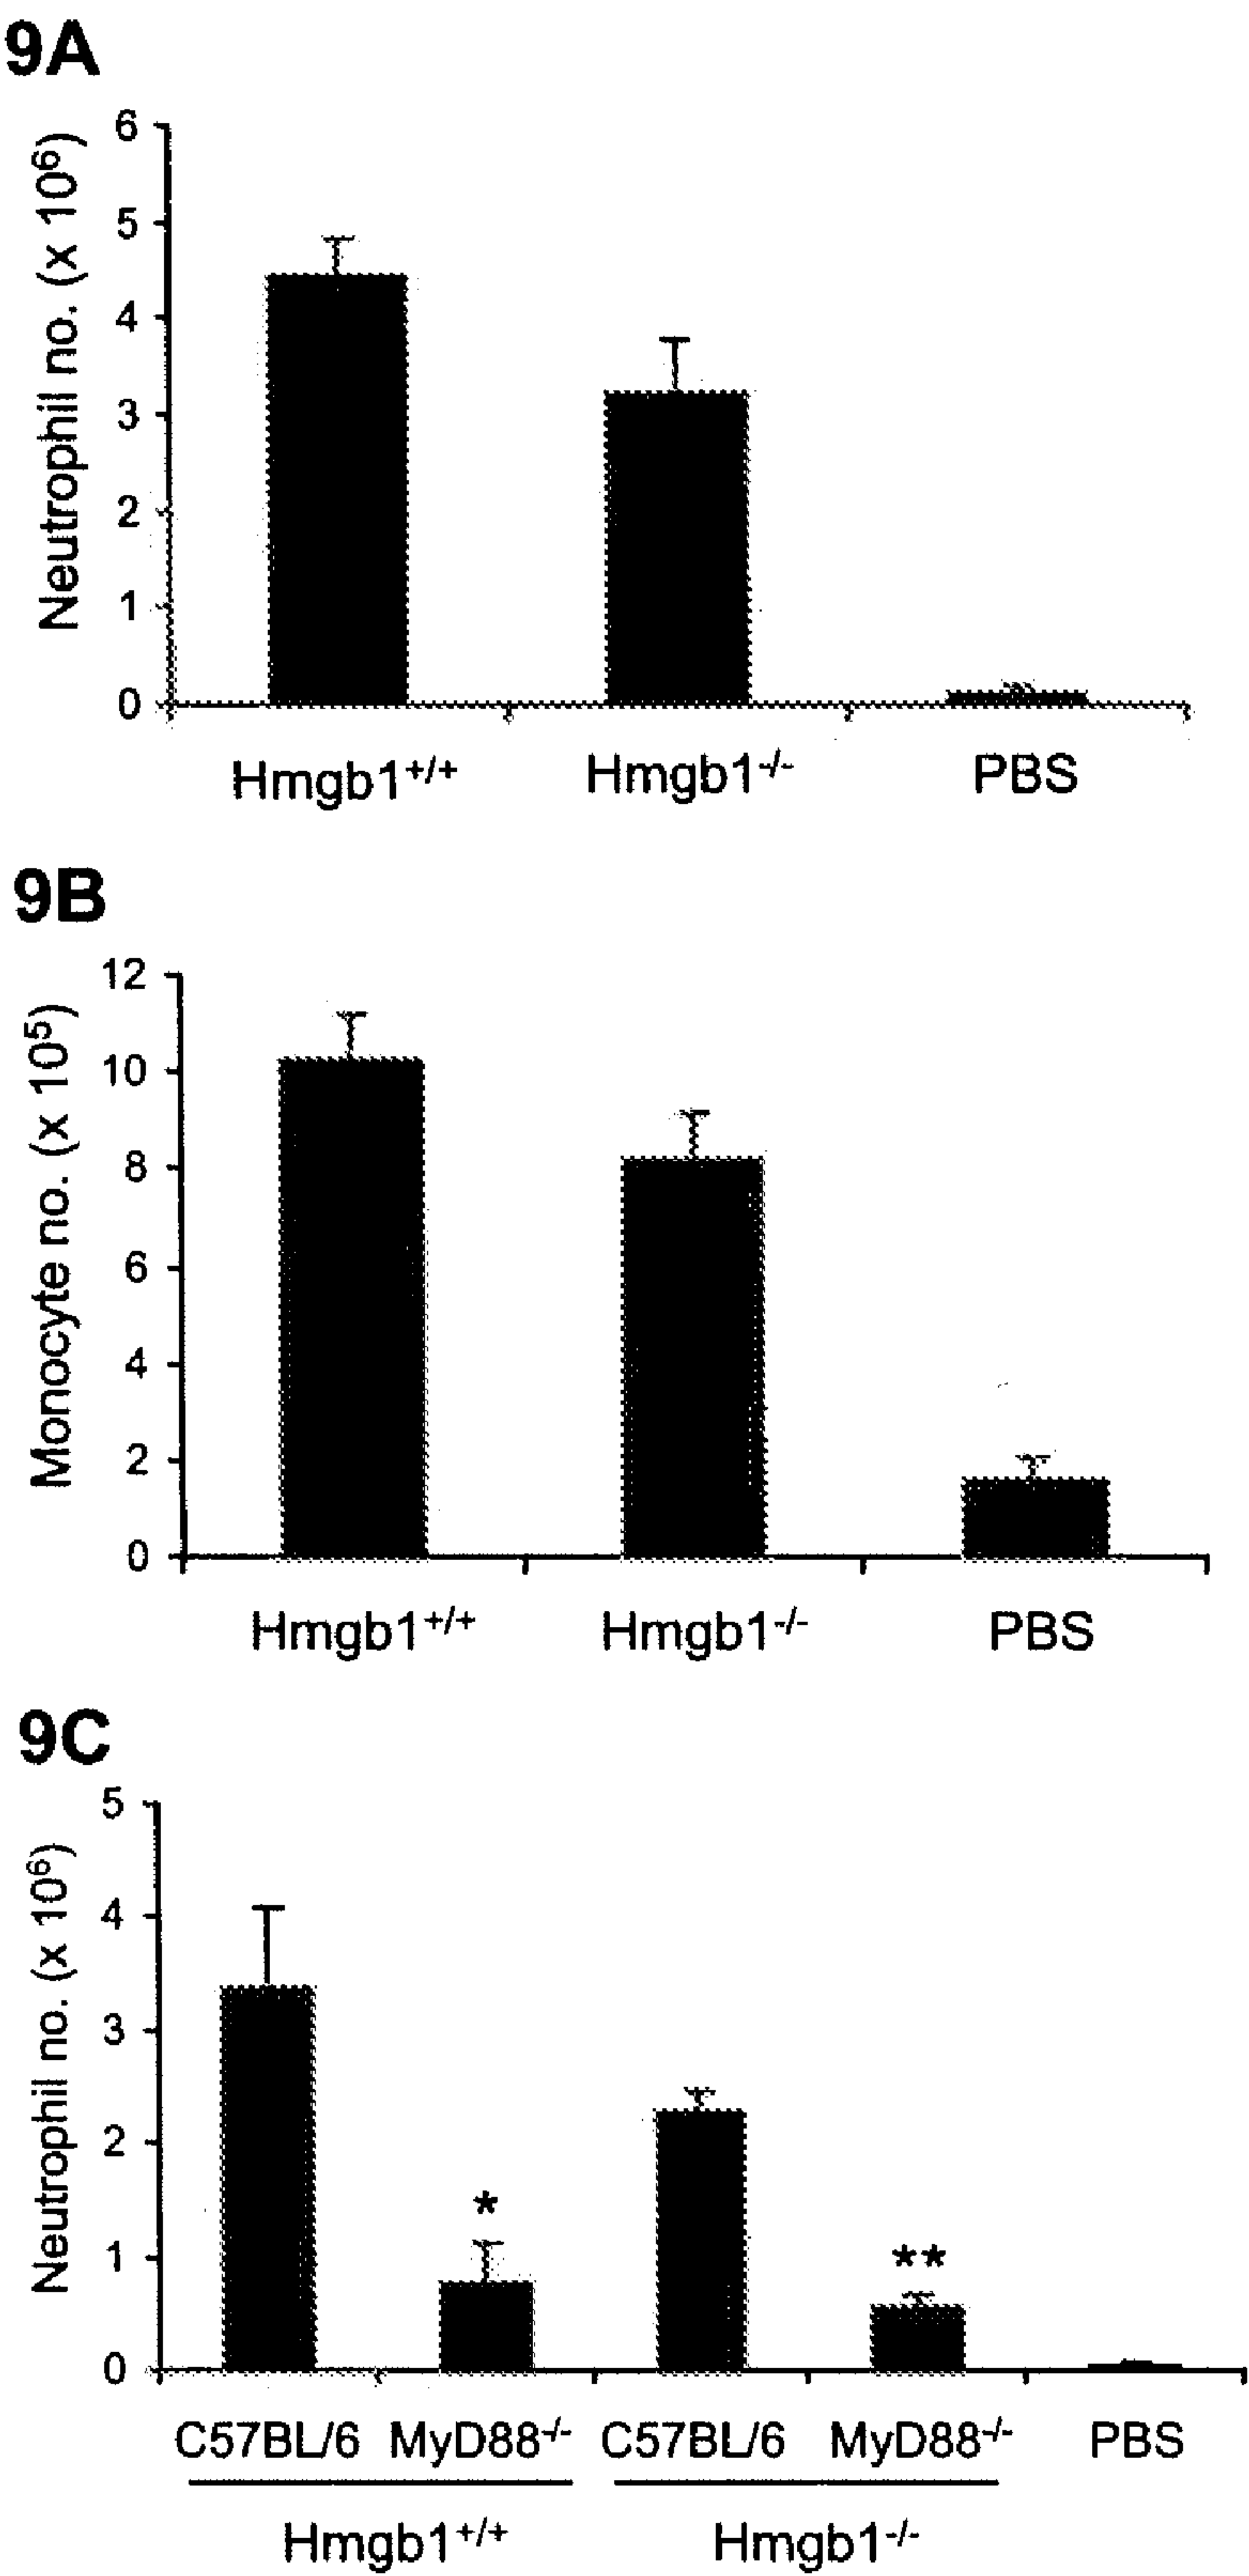 9A
Neutrophil no. (x 10⁶)
6
5
4
3
2
1
0
Hmgb1⁺/⁺ Hmgb1⁻/⁻ PBS
9B
Monocyte no. (x 10⁵)
12
10
8
6
4
2
0
Hmgb1⁺/⁺ Hmgb1⁻/⁻ PBS
9C
Neutrophil no. (x 10⁶)
5
4
3
2
1
0
*
**
C57BL/6 MyD88⁻/⁻ C57BL/6 MyD88⁻/⁻ PBS
Hmgb1⁺/⁺ Hmgb1⁻/⁻